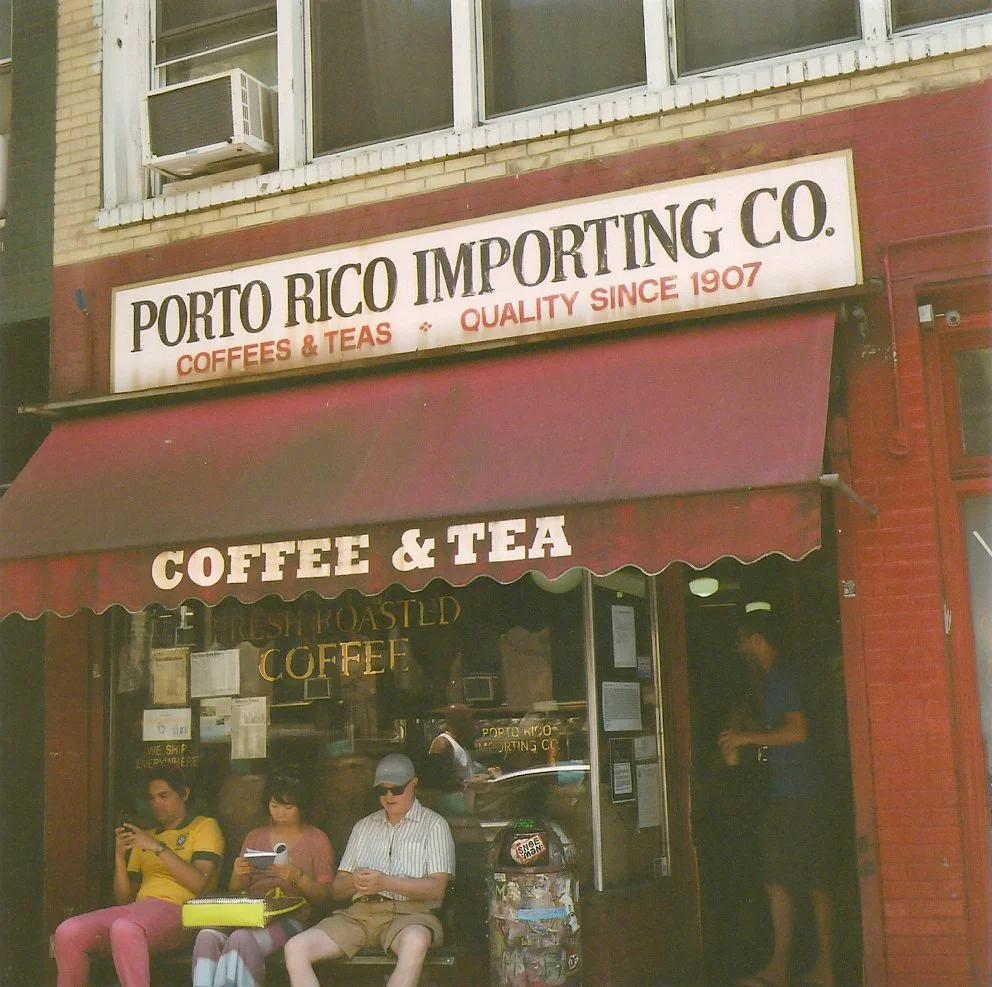 PORTO RICO IMPORTING CO.
COFFEES & TEAS ❖ QUALITY SINCE 1907
COFFEE & TEA
FRESH ROASTED
COFFEE
PORTO RICO
IMPORTING CO.
WE SHIP
EVERYWHERE